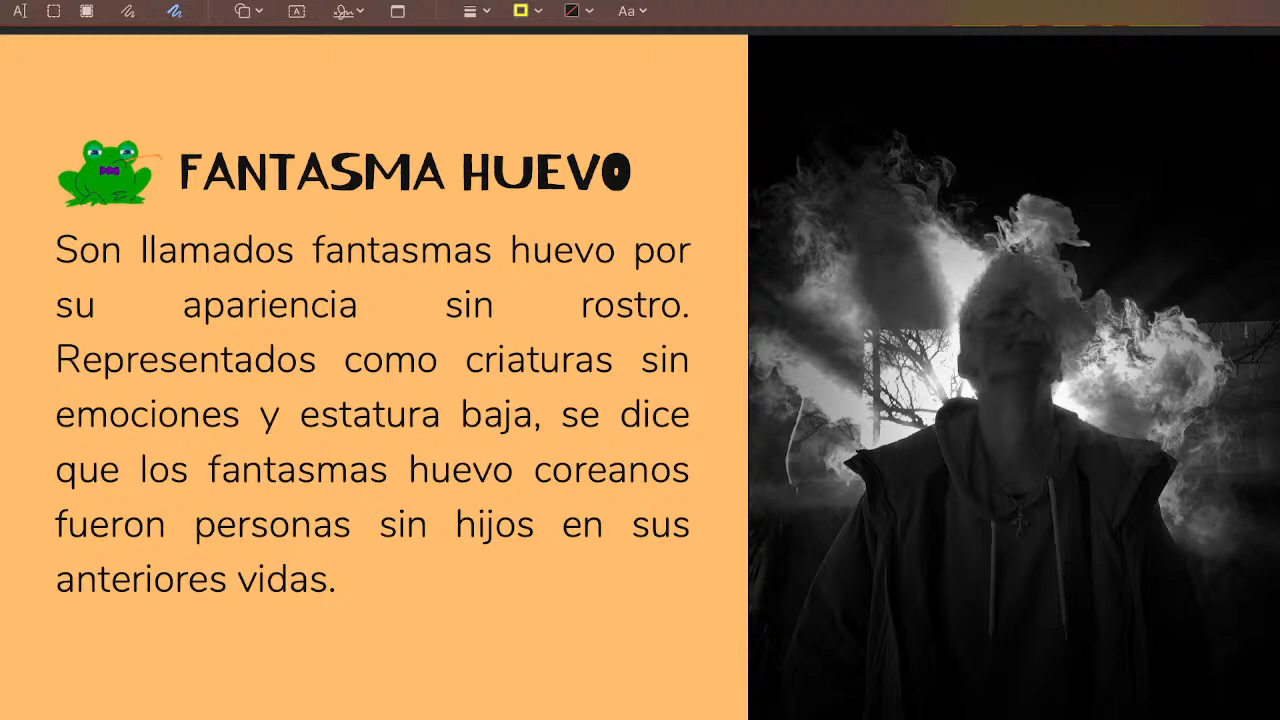 A
A
Aa
FANTASMA HUEVO
Son llamados fantasmas huevo por
su apariencia sin rostro.
Representados como criaturas sin
emociones y estatura baja, se dice
que los fantasmas huevo coreanos
fueron personas sin hijos en sus
anteriores vidas.